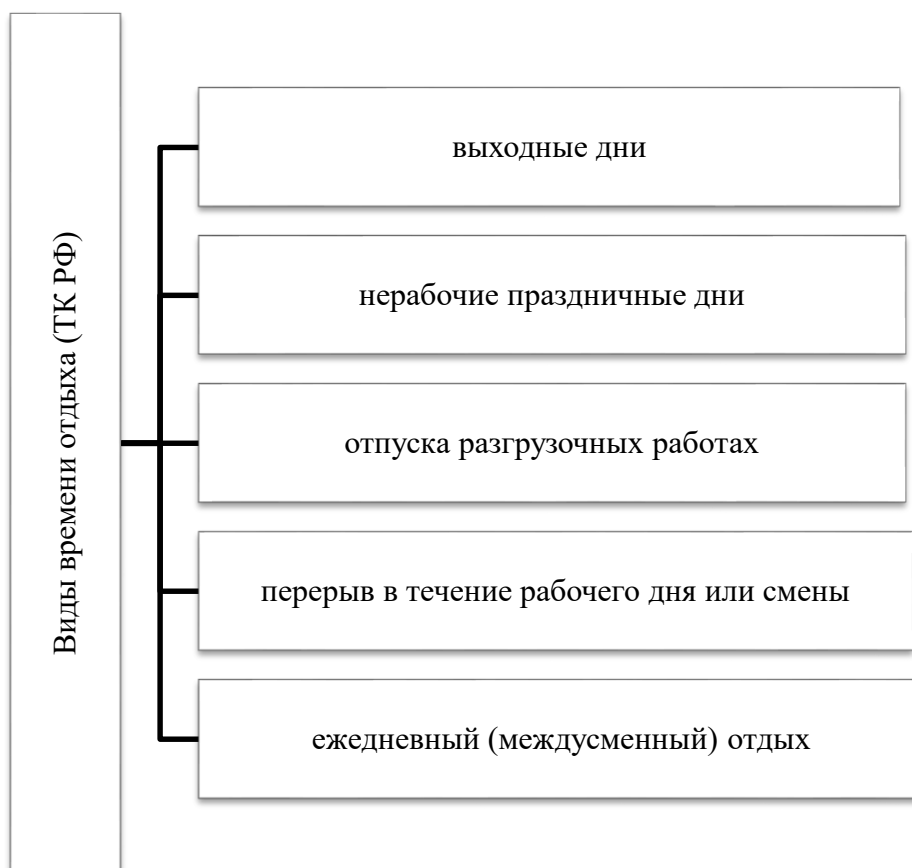 Виды времени отдыха (ТК РФ)
выходные дни
нерабочие праздничные дни
отпуска разгрузочных работах
перерыв в течение рабочего дня или смены
ежедневный (междусменный) отдых